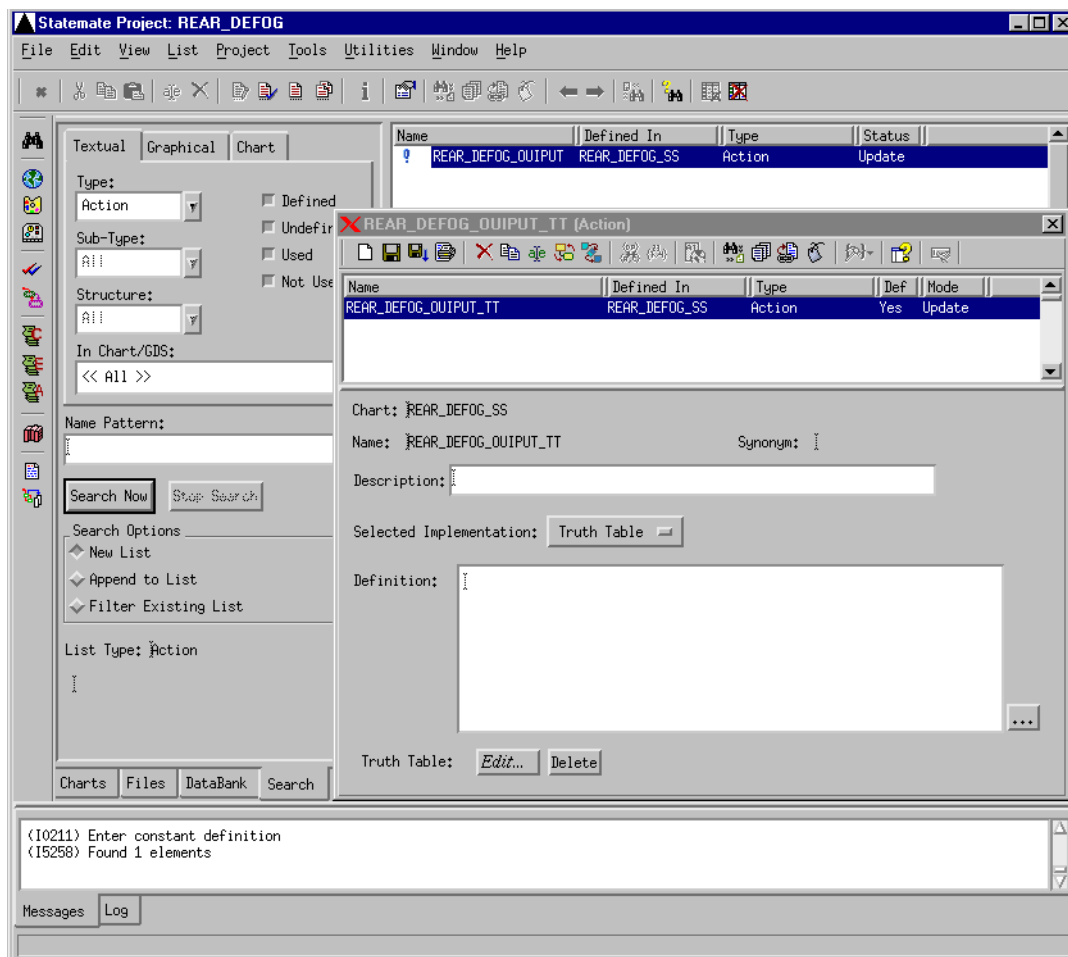 Statemate Project: REAR_DEFOG
File Edit View List Project Tools Utilities Window Help
Textual Graphical Chart
Type:
Action
Sub-Type:
All
Structure:
All
In Chart/GDS:
<< All >>
Defined
Undefin
Used
Not Use
Name Pattern:
Search Now Stop Search
Search Options
New List
Append to List
Filter Existing List
List Type: Action
Charts Files DataBank Search
Name Defined In Type Status
REAR_DEFOG_OUIPUT REAR_DEFOG_SS Action Update
REAR_DEFOG_OUIPUT_TT (Action)
Name Defined In Type Def Mode
REAR_DEFOG_OUIPUT_TT REAR_DEFOG_SS Action Yes Update
Chart: REAR_DEFOG_SS
Name: REAR_DEFOG_OUIPUT_TT Synonym:
Description:
Selected Implementation: Truth Table
Definition:
...
Truth Table: Edit... Delete
(I0211) Enter constant definition
(I5258) Found 1 elements
Messages Log